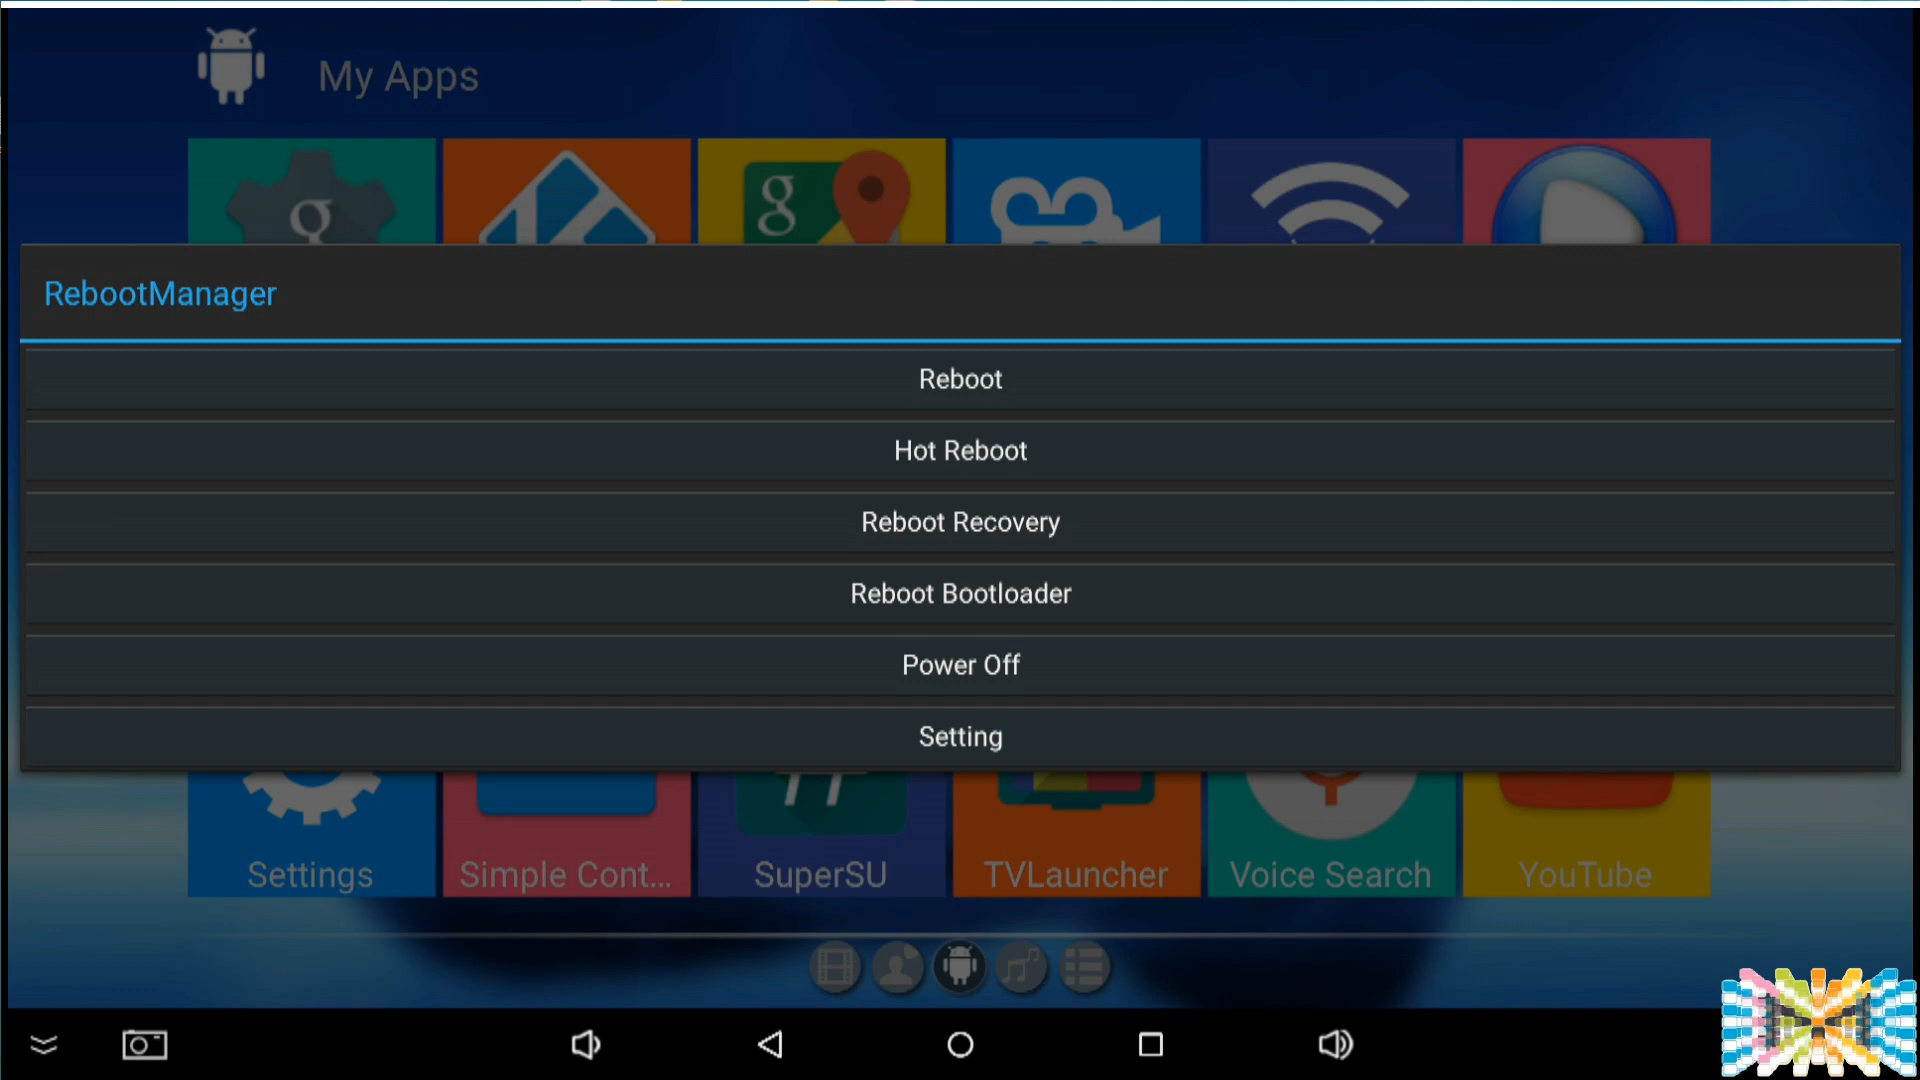 My Apps
g
g
RebootManager
Reboot
Hot Reboot
Reboot Recovery
Reboot Bootloader
Power Off
Setting
#
Settings
Simple Cont...
SuperSU
TVLauncher
Voice Search
YouTube